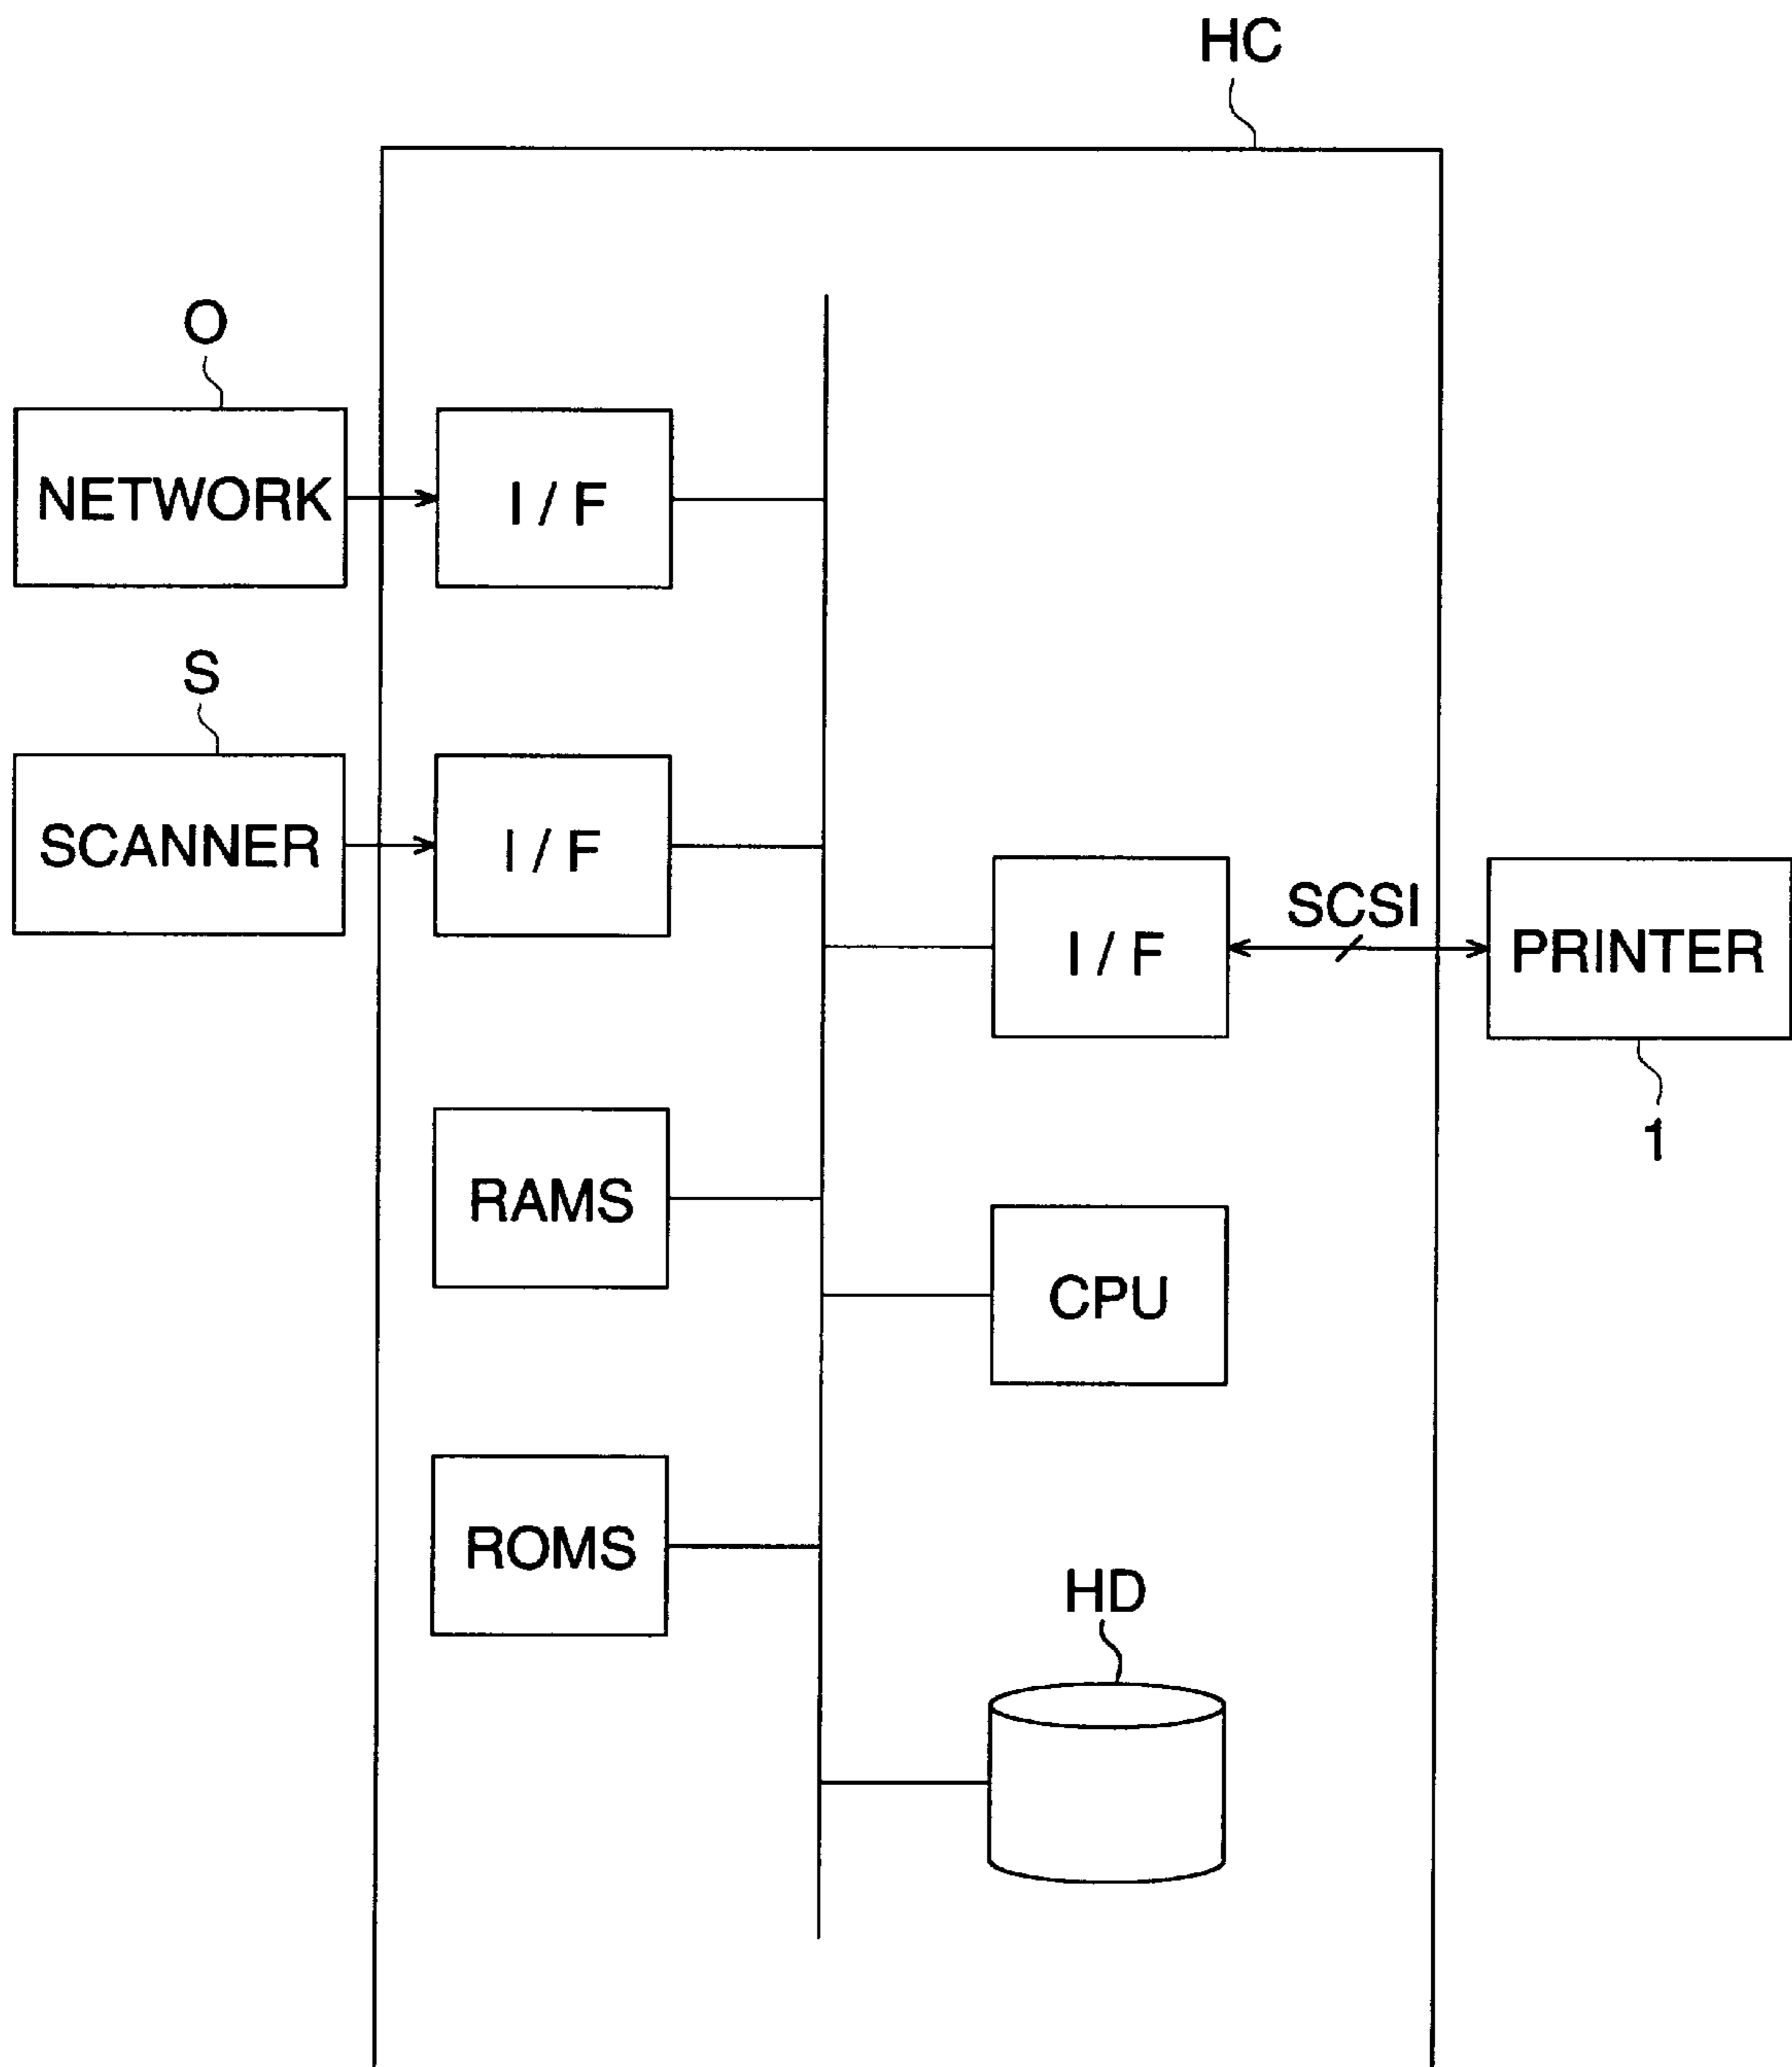 HC
O
NETWORK
I / F
S
SCANNER
I / F
I / F
SCSI
PRINTER
1
RAMS
CPU
ROMS
HD